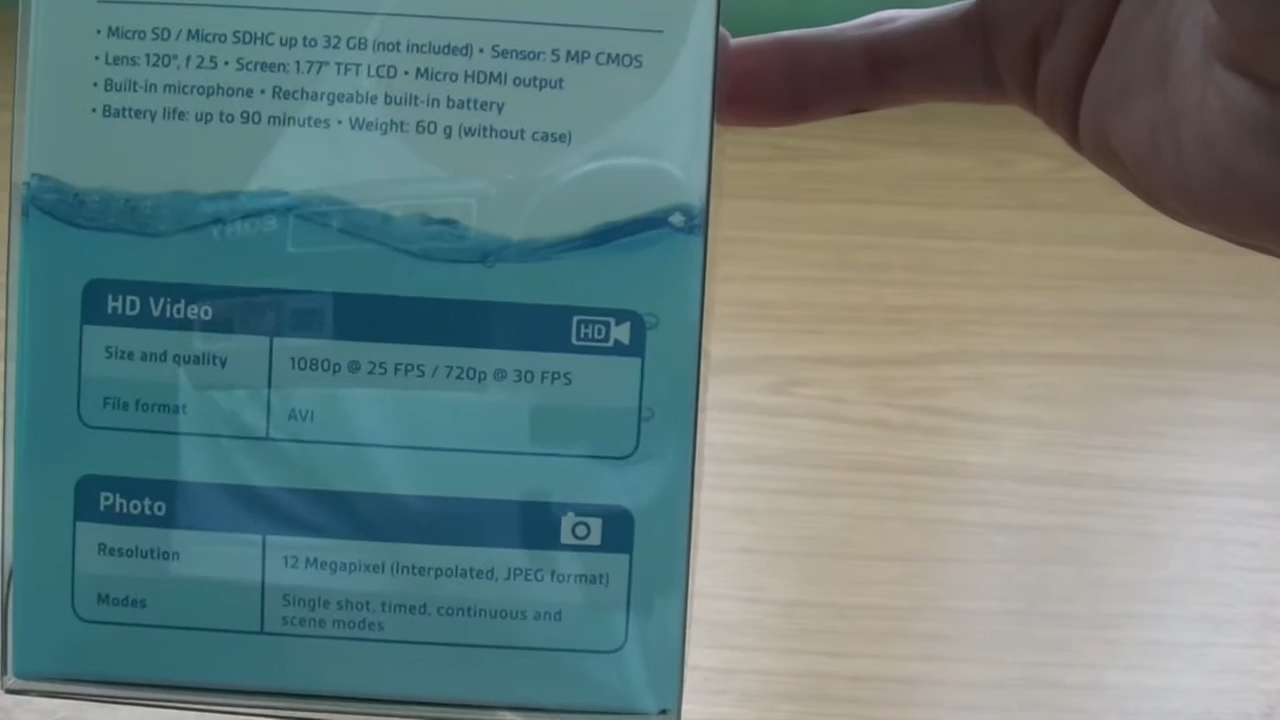 • Micro SD / Micro SDHC up to 32 GB (not included) • Sensor: 5 MP CMOS
• Lens: 120°, f 2.5 • Screen: 1.77" TFT LCD • Micro HDMI output
• Built-in microphone • Rechargeable built-in battery
• Battery life: up to 90 minutes • Weight: 60 g (without case)
HD Video
HD
Size and quality
1080p @ 25 FPS / 720p @ 30 FPS
File format
AVI
Photo
Resolution
12 Megapixel (Interpolated, JPEG format)
Modes
Single shot, timed, continuous and
scene modes